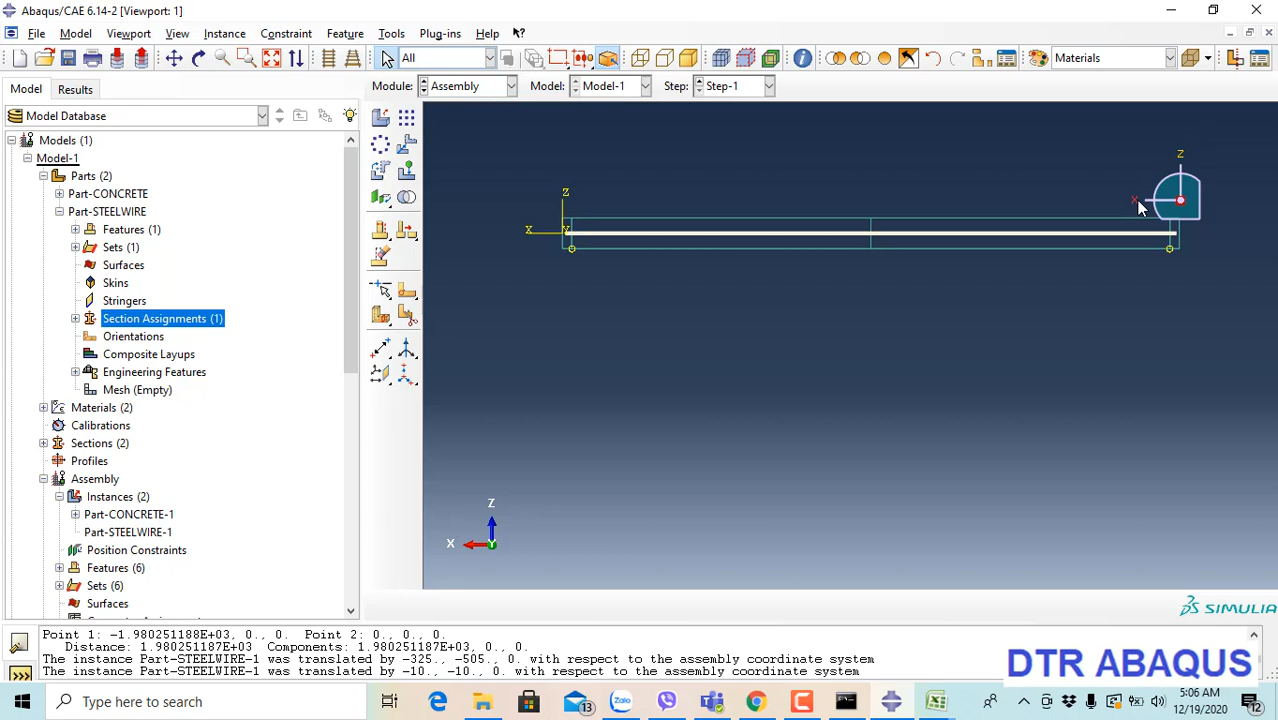 Abaqus/CAE 6.14-2 [Viewport: 1]
File Model Viewport View Instance Constraint Feature Tools Plug-ins Help
All Materials
Model Results Module: Assembly Model: Model-1 Step: Step-1
Model Database
Models (1)
Model-1
Parts (2)
Part-CONCRETE
Part-STEELWIRE
Features (1)
Sets (1)
Surfaces
Skins
Stringers
Section Assignments (1)
Orientations
Composite Layups
Engineering Features
Mesh (Empty)
Materials (2)
Calibrations
Sections (2)
Profiles
Assembly
Instances (2)
Part-CONCRETE-1
Part-STEELWIRE-1
Position Constraints
Features (6)
Sets (6)
Surfaces
Z
X Y
Z
X
Z
X Y
SIMULIA
Point 1: -1.980251188E+03, 0., 0. Point 2: 0., 0., 0.
Distance: 1.980251187E+03 Components: 1.980251187E+03, 0., 0.
The instance Part-STEELWIRE-1 was translated by -325., -505., 0. with respect to the assembly coordinate system
The instance Part-STEELWIRE-1 was translated by -10., -10., 0. with respect to the assembly coordinate system
DTR ABAQUS
Type here to search
13
5:06 AM
12/19/2020
12